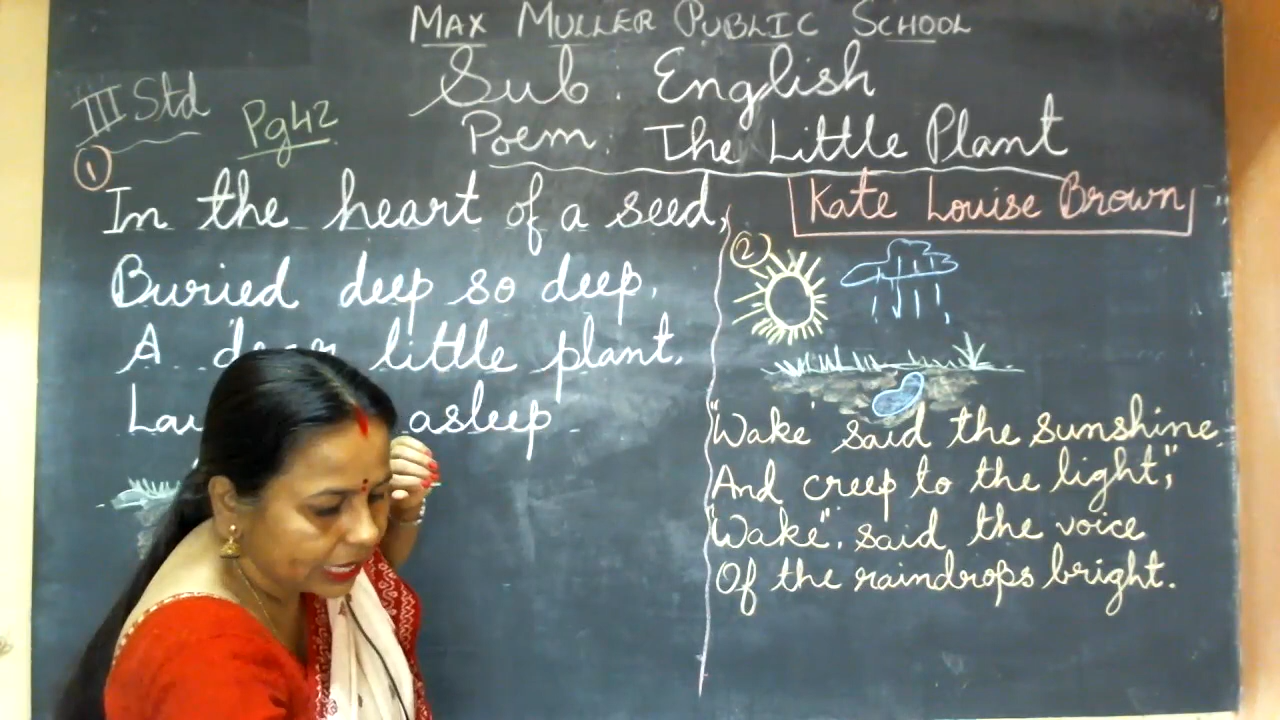 MAX MULLER PUBLIC SCHOOL
Sub. English
III Std
Pg 42
Poem. The Little Plant
Kate Louise Brown
①
In the heart of a seed,
Buried deep so deep,
A little plant,
asleep
②
"Wake" said the sunshine,
And creep to the light",
"Wake", said the voice
Of the raindrops bright.